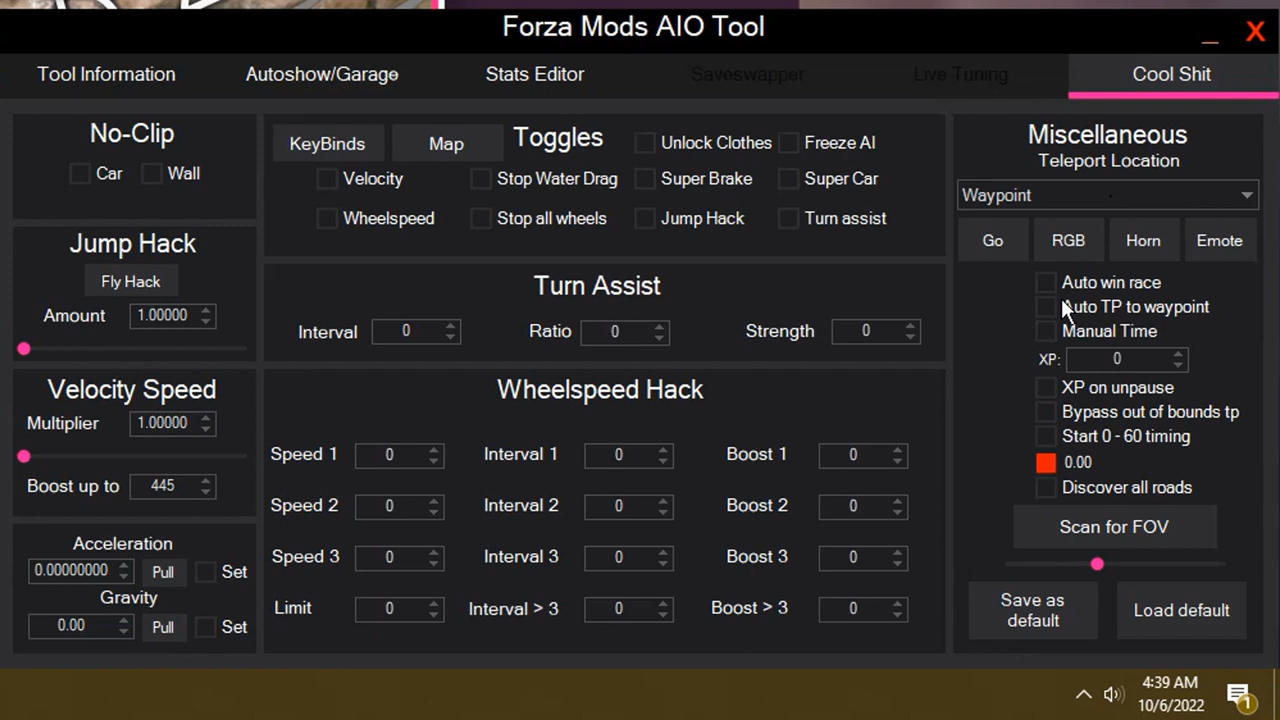 Forza Mods AIO Tool
_ X
Tool Information Autoshow/Garage Stats Editor Saveswapper Live Tuning Cool Shit
No-Clip
Car Wall
Jump Hack
Fly Hack
Amount 1.00000
Velocity Speed
Multiplier 1.00000
Boost up to 445
Acceleration
0.00000000 Pull Set
Gravity
0.00 Pull Set
KeyBinds Map Toggles Unlock Clothes Freeze AI
Velocity Stop Water Drag Super Brake Super Car
Wheelspeed Stop all wheels Jump Hack Turn assist
Turn Assist
Interval 0 Ratio 0 Strength 0
Wheelspeed Hack
Speed 1 0 Interval 1 0 Boost 1 0
Speed 2 0 Interval 2 0 Boost 2 0
Speed 3 0 Interval 3 0 Boost 3 0
Limit 0 Interval > 3 0 Boost > 3 0
Miscellaneous
Teleport Location
Waypoint
Go RGB Horn Emote
Auto win race
Auto TP to waypoint
Manual Time
XP: 0
XP on unpause
Bypass out of bounds tp
Start 0 - 60 timing
0.00
Discover all roads
Scan for FOV
Save as
default
Load default
4:39 AM
10/6/2022
1